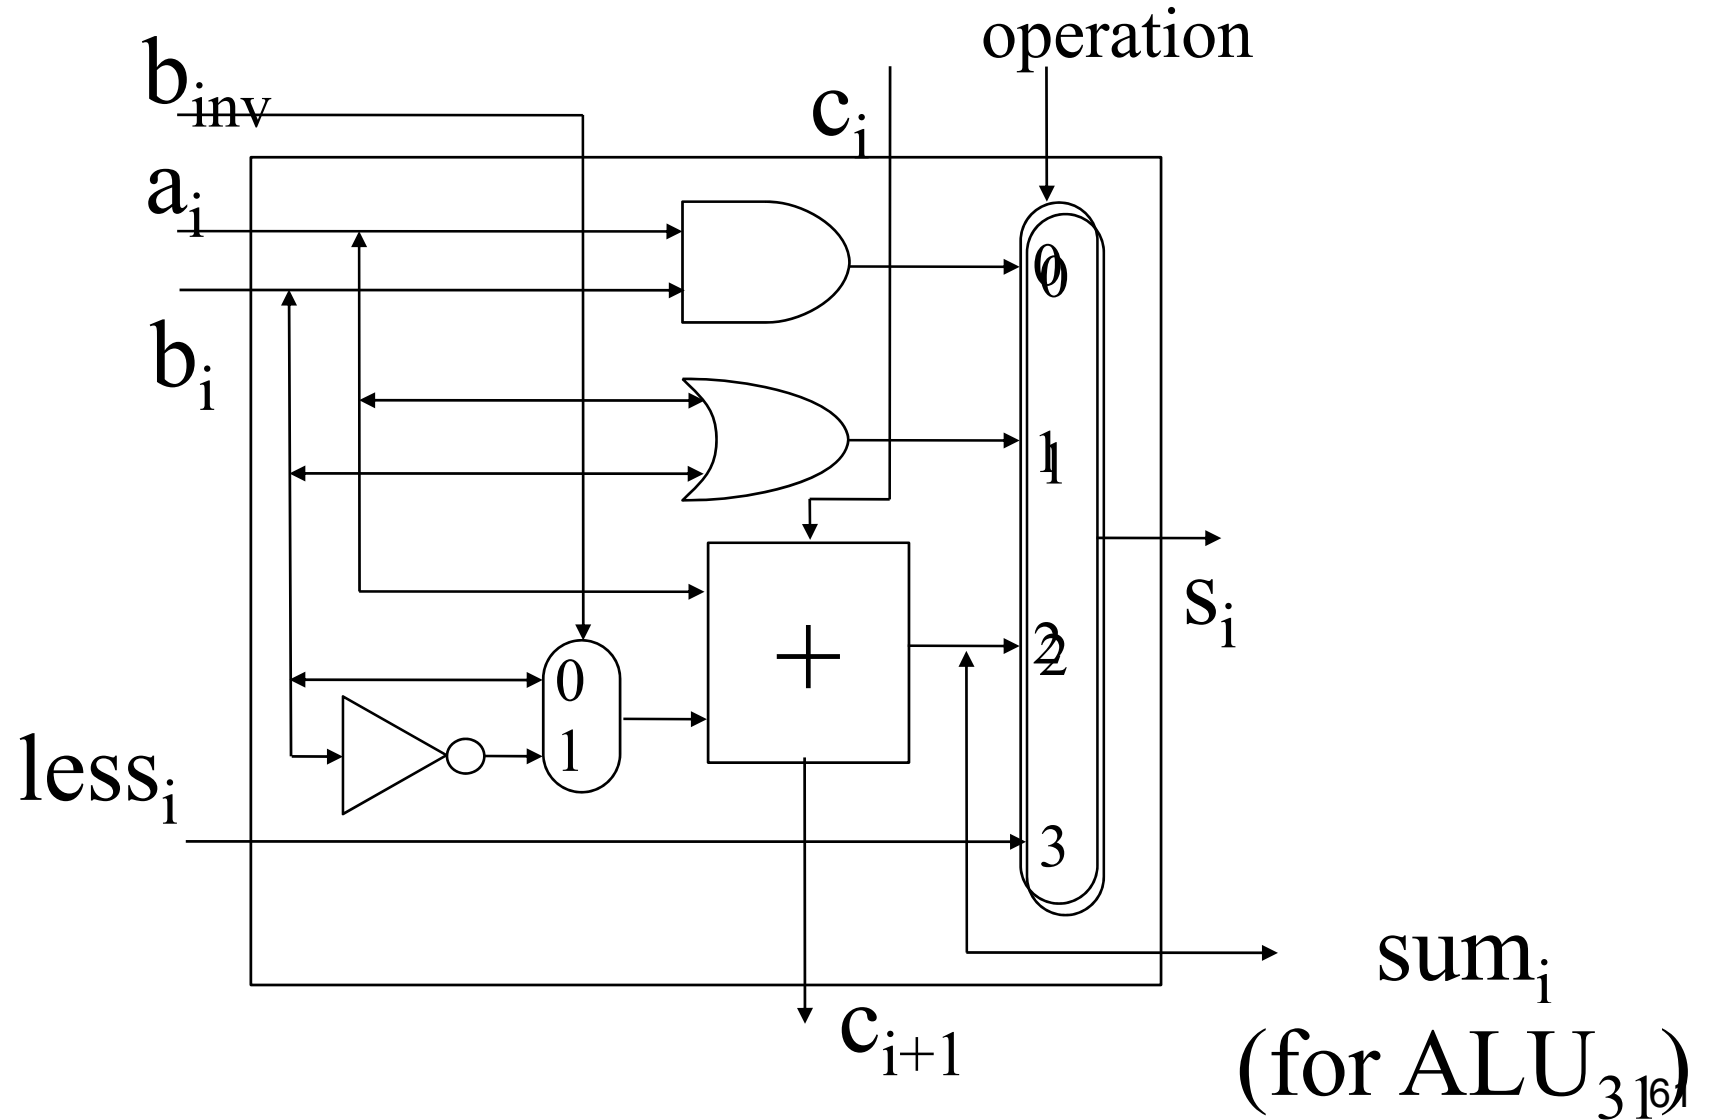 operation
b_inv
c_i
a_i
0
b_i
1
s_i
2
+
0
1
less_i
3
sum_i
c_i+1
(for ALU_31)